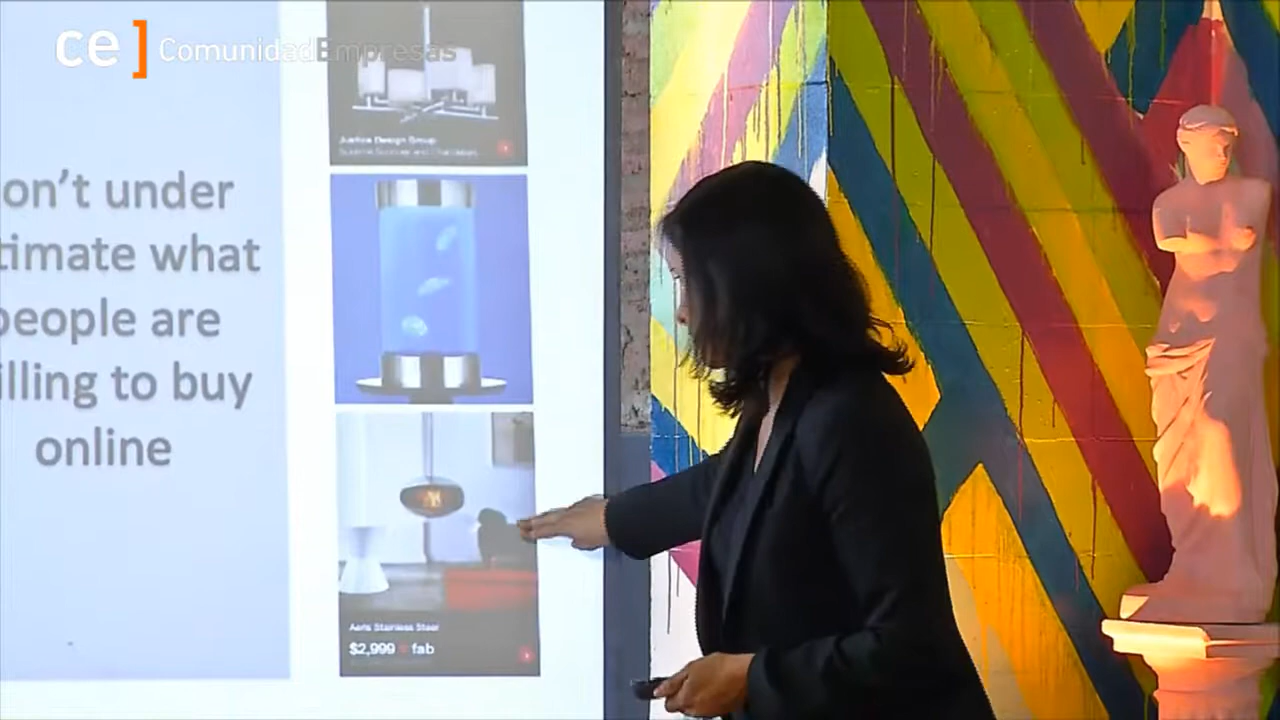 ce] ComunidadEmpresas
on't under
timate what
people are
illing to buy
online
Justice Design Group
Aeris Stainless Steel
$2,999 fab